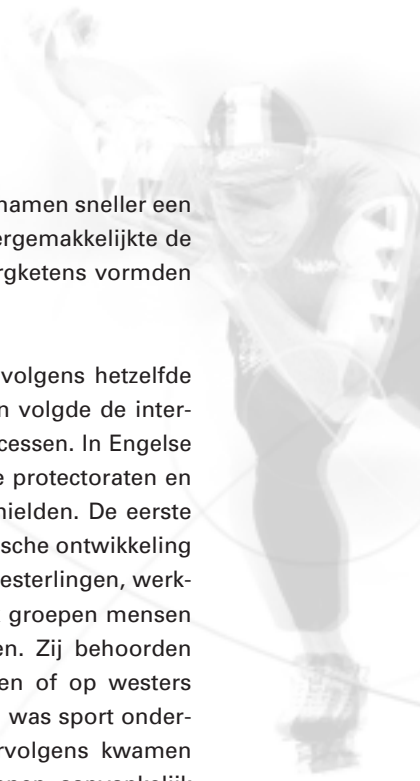 namen sneller een
ergemakkelijkte de
rgketens vormden
volgens hetzelfde
n volgde de inter-
cessen. In Engelse
e protectoraten en
hielden. De eerste
sche ontwikkeling
esterlingen, werk-
groepen mensen
en. Zij behoorden
en of op westers
was sport onder-
rvolgens kwamen